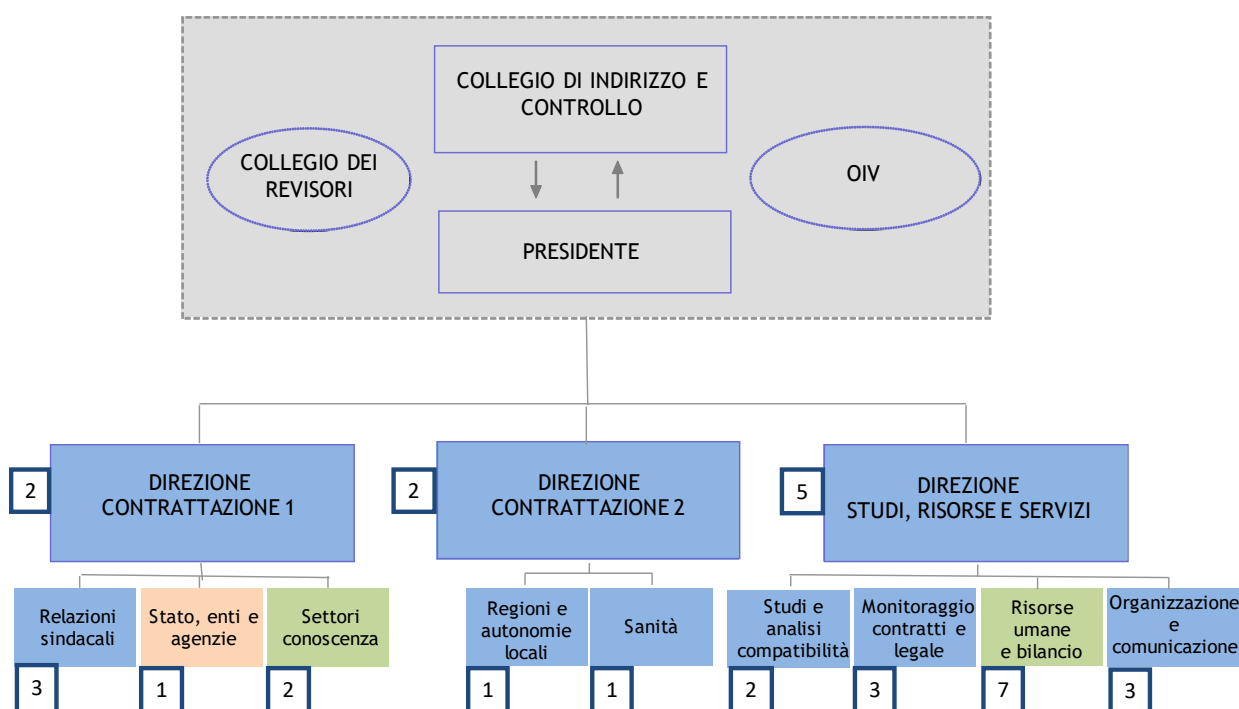 COLLEGIO DI INDIRIZZO E
CONTROLLO
COLLEGIO DEI
REVISORI
OIV
PRESIDENTE
2
DIREZIONE
CONTRATTAZIONE 1
2
DIREZIONE
CONTRATTAZIONE 2
5
DIREZIONE
STUDI, RISORSE E SERVIZI
Relazioni
sindacali
3
Stato, enti e
agenzie
1
Settori
conoscenza
2
Regioni e
autonomie
locali
1
Sanità
1
Studi e
analisi
compatibilità
2
Monitoraggio
contratti e
legale
3
Risorse
umane
e bilancio
7
Organizzazione
e
comunicazione
3